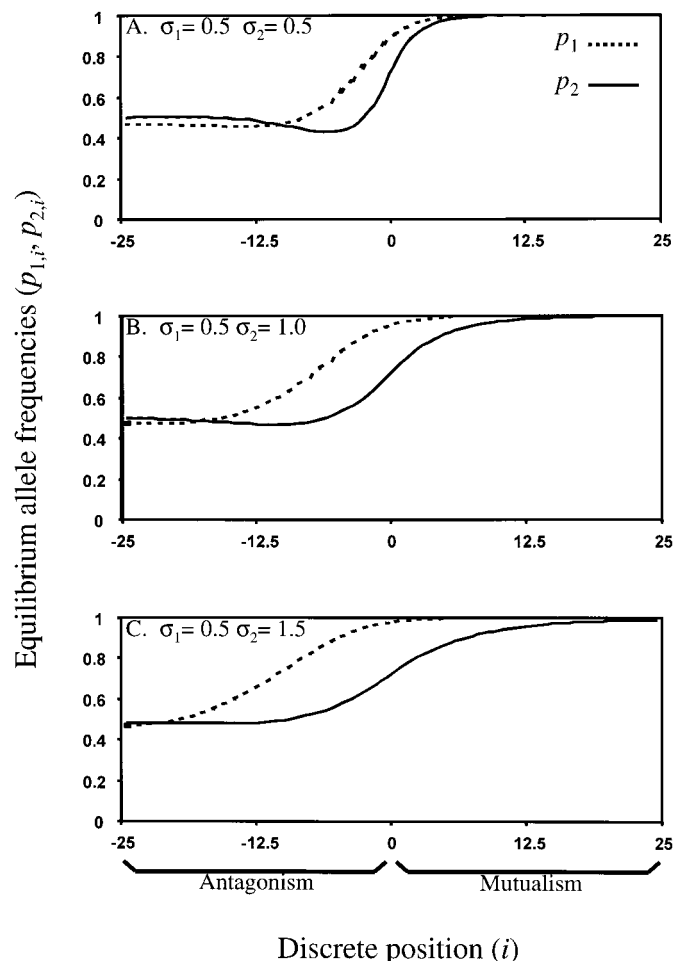 Equilibrium allele frequencies (p1,i, p2,i)
A. σ1= 0.5 σ2= 0.5
p1
p2
1
0.8
0.6
0.4
0.2
0
-25 -12.5 0 12.5 25
B. σ1= 0.5 σ2= 1.0
1
0.8
0.6
0.4
0.2
0
-25 -12.5 0 12.5 25
C. σ1= 0.5 σ2= 1.5
1
0.8
0.6
0.4
0.2
0
-25 -12.5 0 12.5 25
Antagonism Mutualism
Discrete position (i)